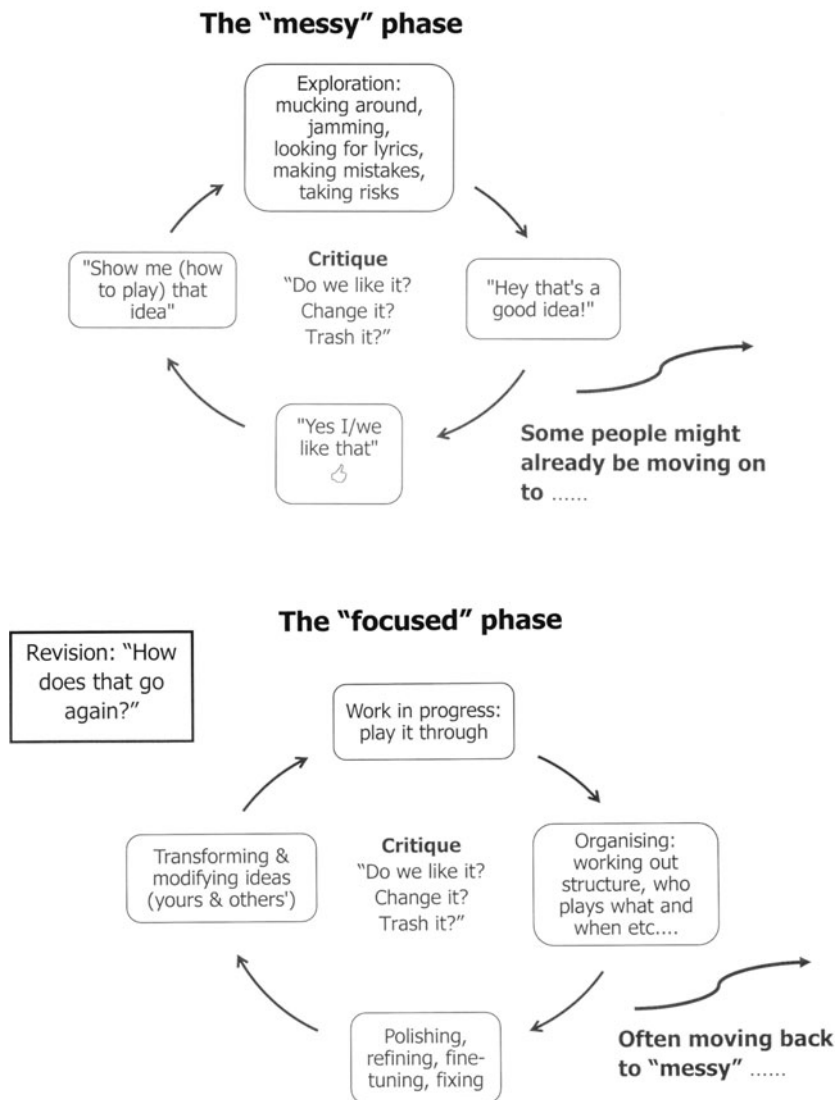 The “messy” phase
Exploration:
mucking around,
jamming,
looking for lyrics,
making mistakes,
taking risks
"Show me (how
to play) that
idea"
Critique
“Do we like it?
Change it?
Trash it?”
"Hey that's a
good idea!"
"Yes I/we
like that"
Some people might
already be moving on
to ......
The “focused” phase
Revision: “How
does that go
again?”
Work in progress:
play it through
Transforming &
modifying ideas
(yours & others')
Critique
“Do we like it?
Change it?
Trash it?”
Organising:
working out
structure, who
plays what and
when etc....
Polishing,
refining, fine-
tuning, fixing
Often moving back
to “messy” ......